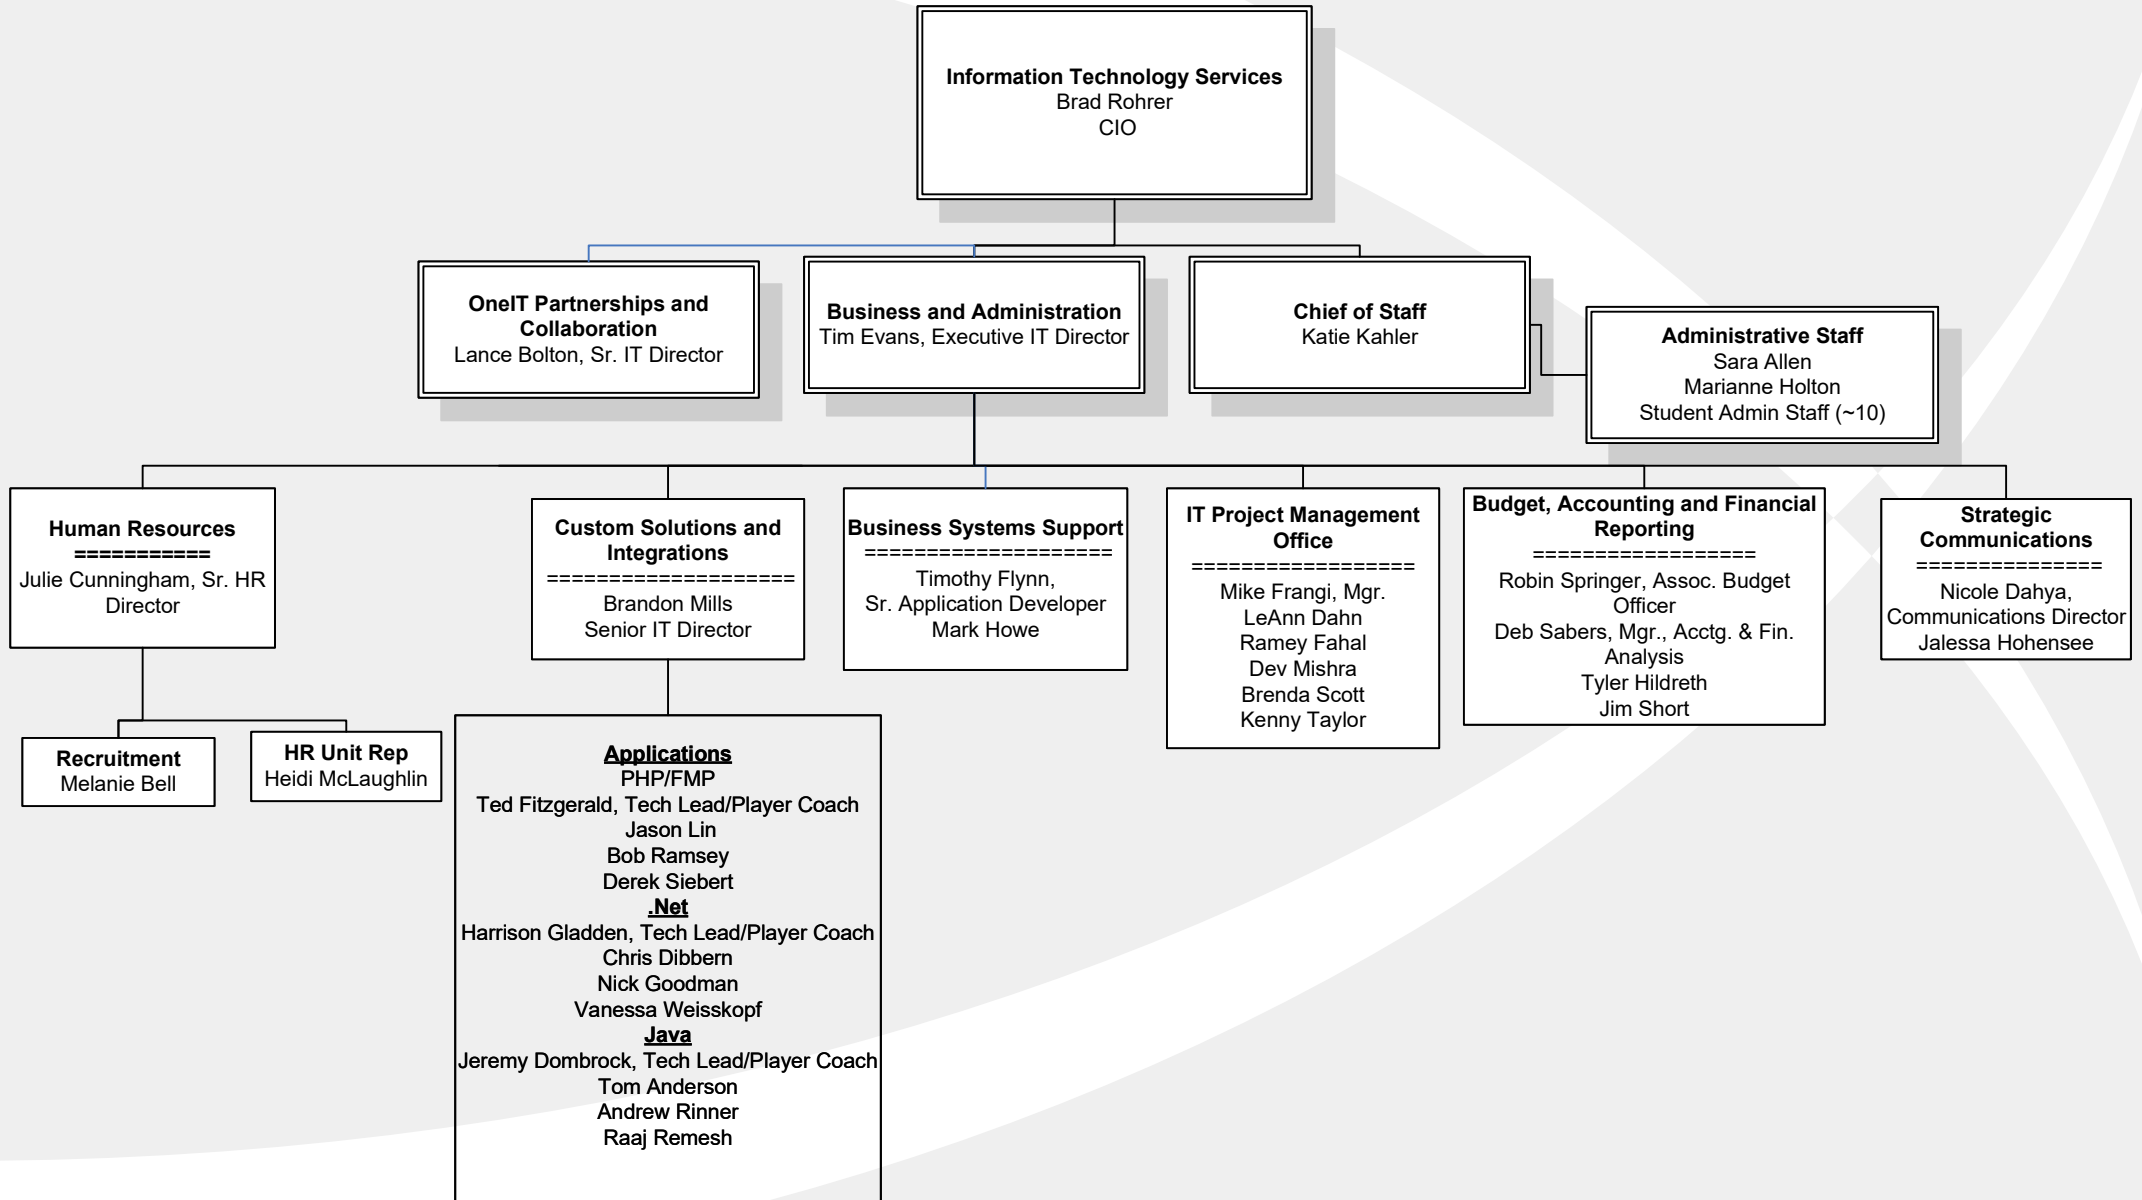 Information Technology Services
Brad Rohrer
CIO
OneIT Partnerships and
Collaboration
Lance Bolton, Sr. IT Director
Business and Administration
Tim Evans, Executive IT Director
Chief of Staff
Katie Kahler
Administrative Staff
Sara Allen
Marianne Holton
Student Admin Staff (~10)
Human Resources
===========
Julie Cunningham, Sr. HR
Director
Custom Solutions and
Integrations
====================
Brandon Mills
Senior IT Director
Business Systems Support
====================
Timothy Flynn,
Sr. Application Developer
Mark Howe
IT Project Management
Office
==================
Mike Frangi, Mgr.
LeAnn Dahn
Ramey Fahal
Dev Mishra
Brenda Scott
Kenny Taylor
Budget, Accounting and Financial
Reporting
==================
Robin Springer, Assoc. Budget
Officer
Deb Sabers, Mgr., Acctg. & Fin.
Analysis
Tyler Hildreth
Jim Short
Strategic
Communications
===============
Nicole Dahya,
Communications Director
Jalessa Hohensee
Recruitment
Melanie Bell
HR Unit Rep
Heidi McLaughlin
Applications
PHP/FMP
Ted Fitzgerald, Tech Lead/Player Coach
Jason Lin
Bob Ramsey
Derek Siebert
.Net
Harrison Gladden, Tech Lead/Player Coach
Chris Dibbern
Nick Goodman
Vanessa Weisskopf
Java
Jeremy Dombrock, Tech Lead/Player Coach
Tom Anderson
Andrew Rinner
Raaj Remesh